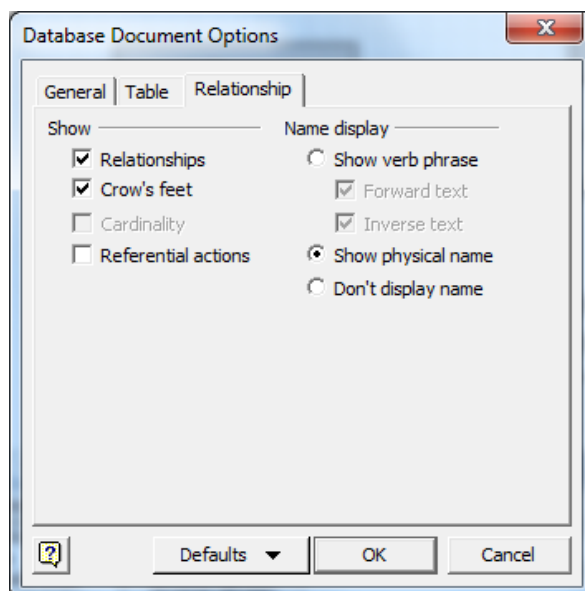 Database Document Options
General Table Relationship
Show
Relationships
Crow's feet
Cardinality
Referential actions
Name display
Show verb phrase
Forward text
Inverse text
Show physical name
Don't display name
Defaults OK Cancel